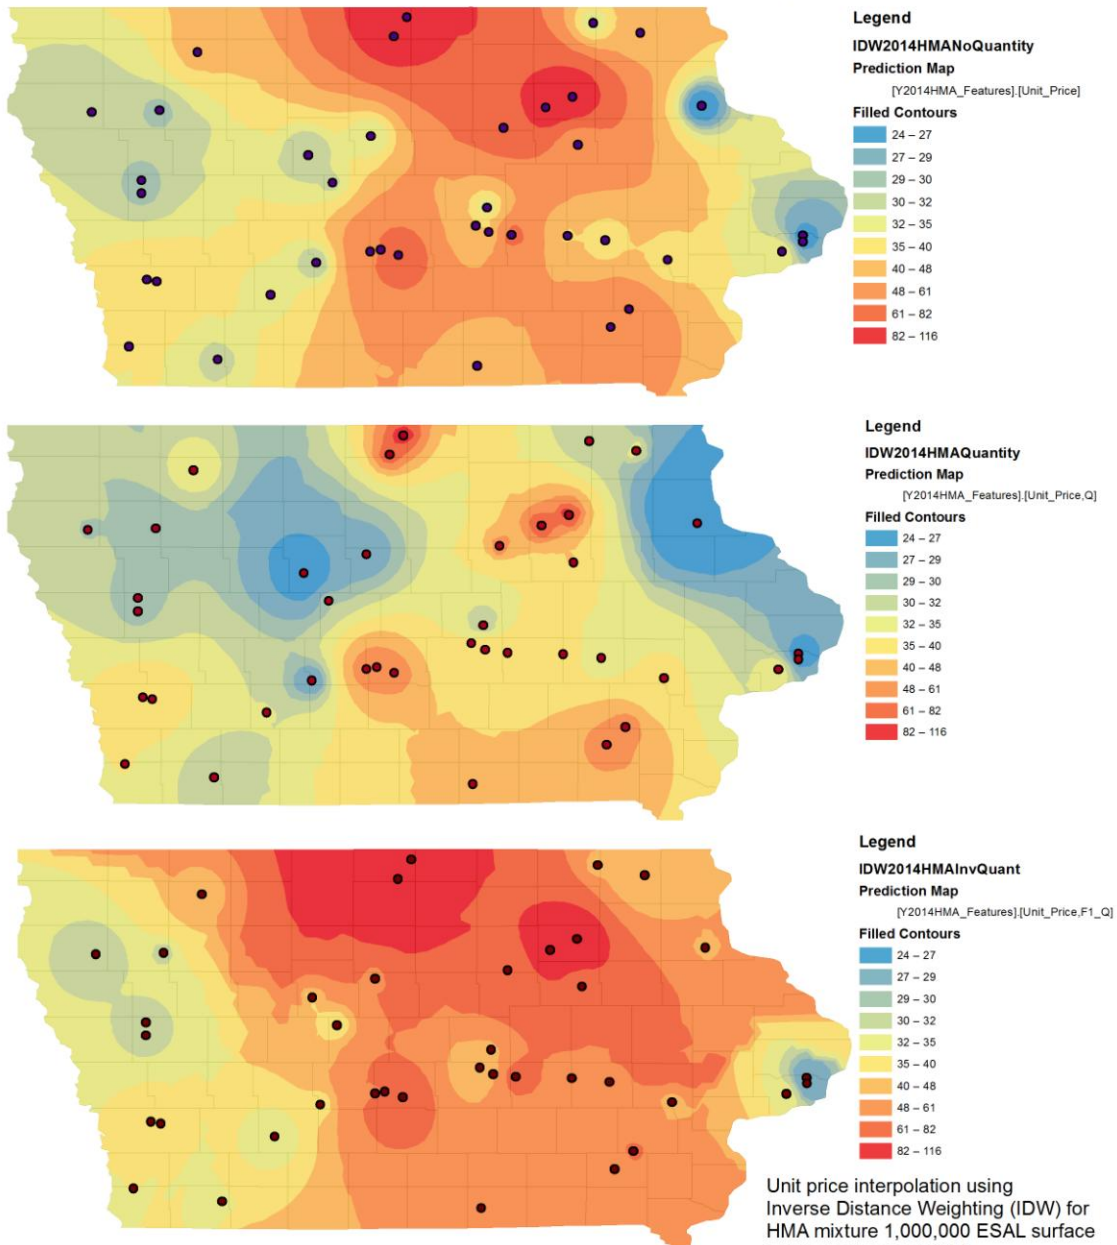 Legend
IDW2014HMANoQuantity
Prediction Map
[Y2014HMA_Features].[Unit_Price]
Filled Contours
24 – 27
27 – 29
29 – 30
30 – 32
32 – 35
35 – 40
40 – 48
48 – 61
61 – 82
82 – 116
Legend
IDW2014HMAQuantity
Prediction Map
[Y2014HMA_Features].[Unit_Price,Q]
Filled Contours
24 – 27
27 – 29
29 – 30
30 – 32
32 – 35
35 – 40
40 – 48
48 – 61
61 – 82
82 – 116
Legend
IDW2014HMAInvQuant
Prediction Map
[Y2014HMA_Features].[Unit_Price,F1_Q]
Filled Contours
24 – 27
27 – 29
29 – 30
30 – 32
32 – 35
35 – 40
40 – 48
48 – 61
61 – 82
82 – 116
Unit price interpolation using
Inverse Distance Weighting (IDW) for
HMA mixture 1,000,000 ESAL surface